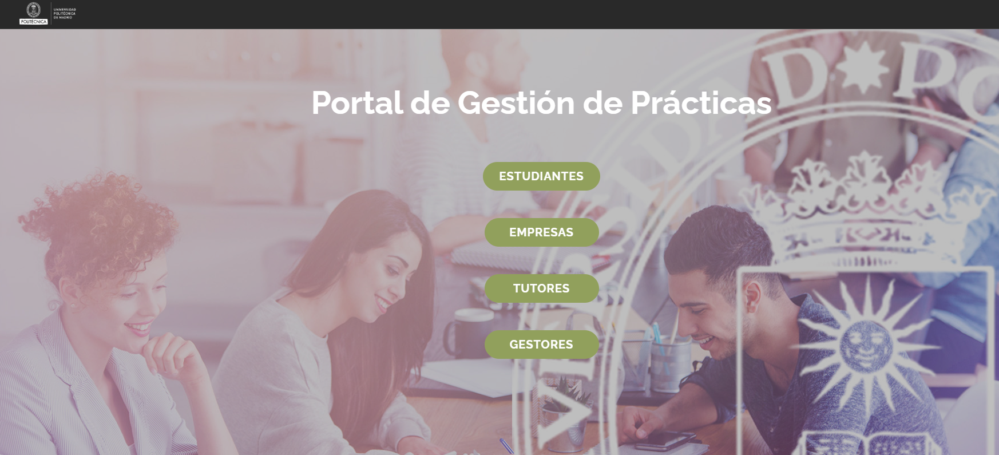 POLITÉCNICA
UNIVERSIDAD
POLITÉCNICA
DE MADRID
Portal de Gestión de Prácticas
ESTUDIANTES
EMPRESAS
TUTORES
GESTORES